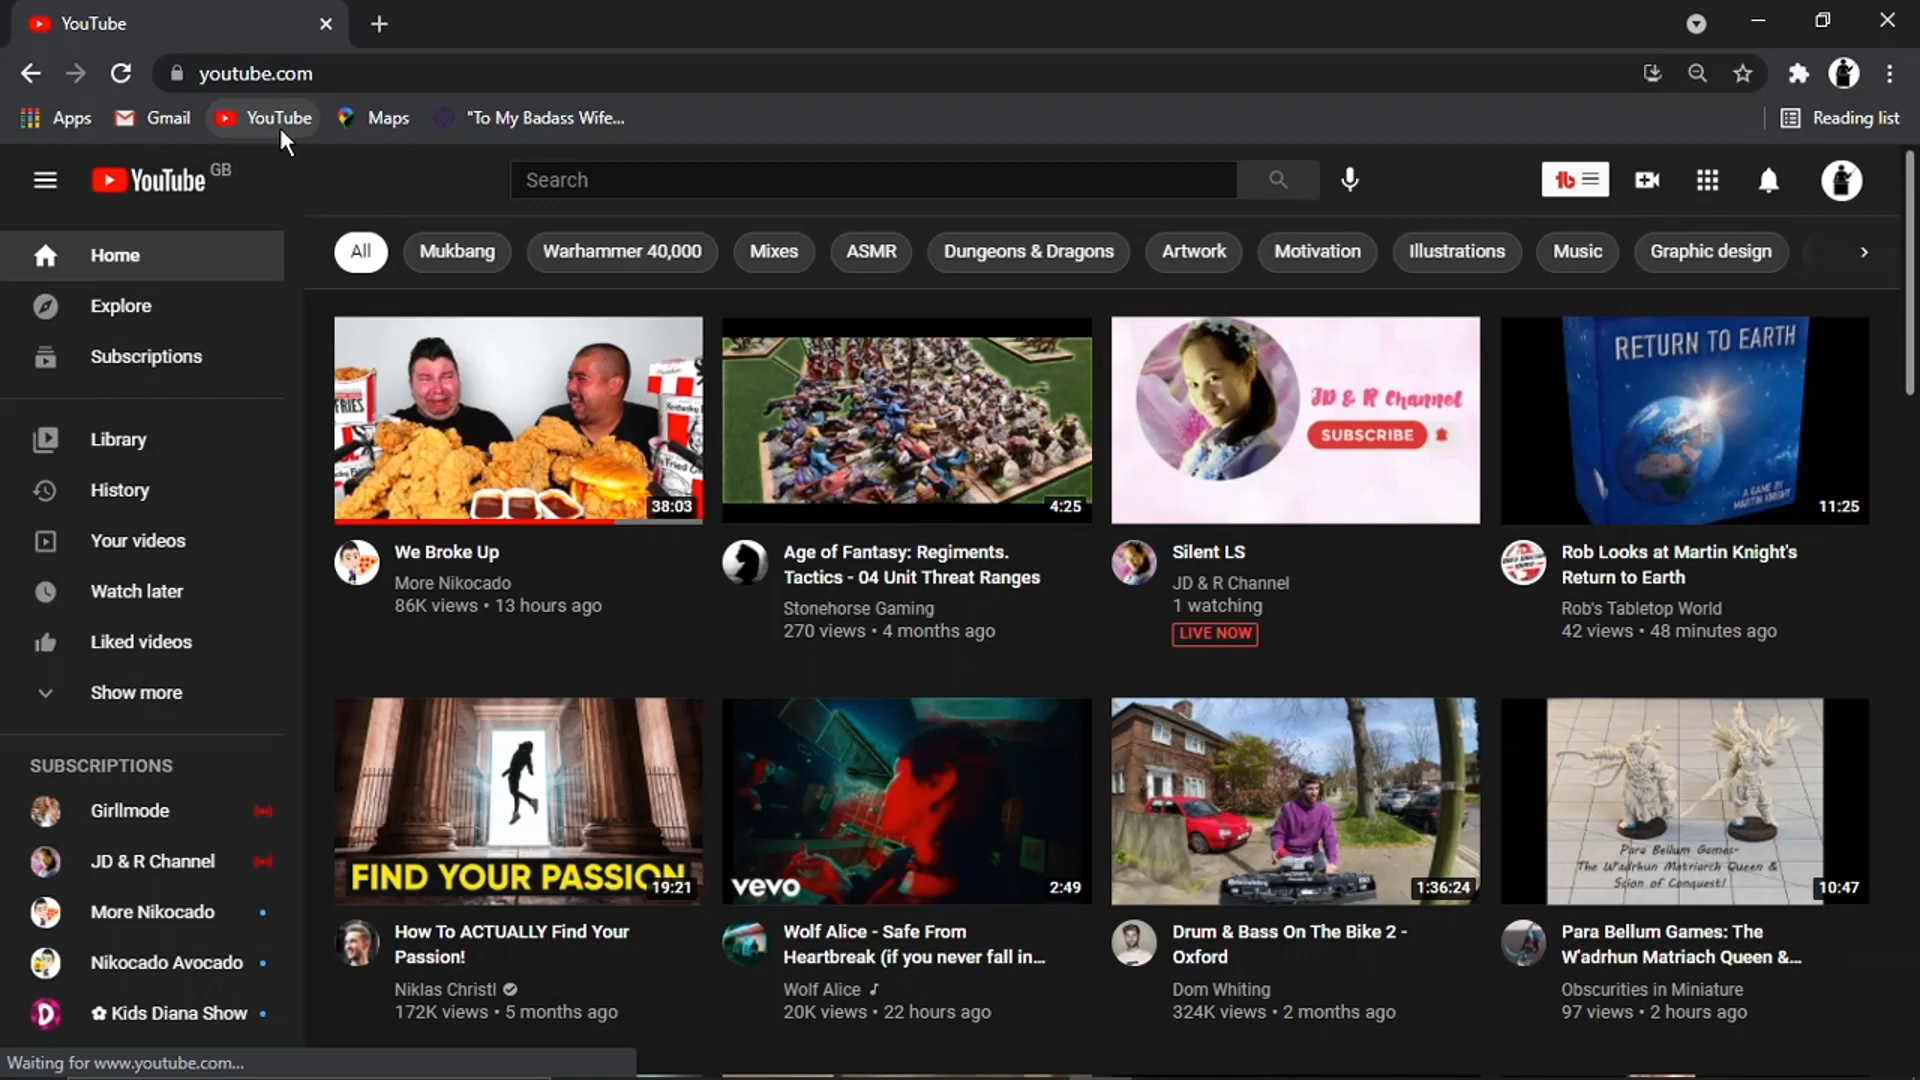 YouTube
youtube.com
Apps
Gmail
YouTube
Maps
"To My Badass Wife...
Reading list
YouTube GB
Search
Home
Explore
Subscriptions
Library
History
Your videos
Watch later
Liked videos
Show more
SUBSCRIPTIONS
Girllmode
JD & R Channel
More Nikocado
Nikocado Avocado
✿ Kids Diana Show
All
Mukbang
Warhammer 40,000
Mixes
ASMR
Dungeons & Dragons
Artwork
Motivation
Illustrations
Music
Graphic design
FRIES
38:03
We Broke Up
More Nikocado
86K views • 13 hours ago
4:25
Age of Fantasy: Regiments.
Tactics - 04 Unit Threat Ranges
Stonehorse Gaming
270 views • 4 months ago
JD & R Channel
SUBSCRIBE
Silent LS
JD & R Channel
1 watching
LIVE NOW
RETURN TO EARTH
A GAME BY
MARTIN KNIGHT
11:25
Rob Looks at Martin Knight's
Return to Earth
Rob's Tabletop World
42 views • 48 minutes ago
FIND YOUR PASSION
19:21
How To ACTUALLY Find Your
Passion!
Niklas Christl
172K views • 5 months ago
vevo
2:49
Wolf Alice - Safe From
Heartbreak (if you never fall in...
Wolf Alice ♪
20K views • 22 hours ago
1:36:24
Drum & Bass On The Bike 2 -
Oxford
Dom Whiting
324K views • 2 months ago
Para Bellum Games-
The W'adrhun Matriarch Queen &
Scion of Conquest!
10:47
Para Bellum Games: The
W'adrhun Matriach Queen &...
Obscurities in Miniature
97 views • 2 hours ago
Waiting for www.youtube.com...